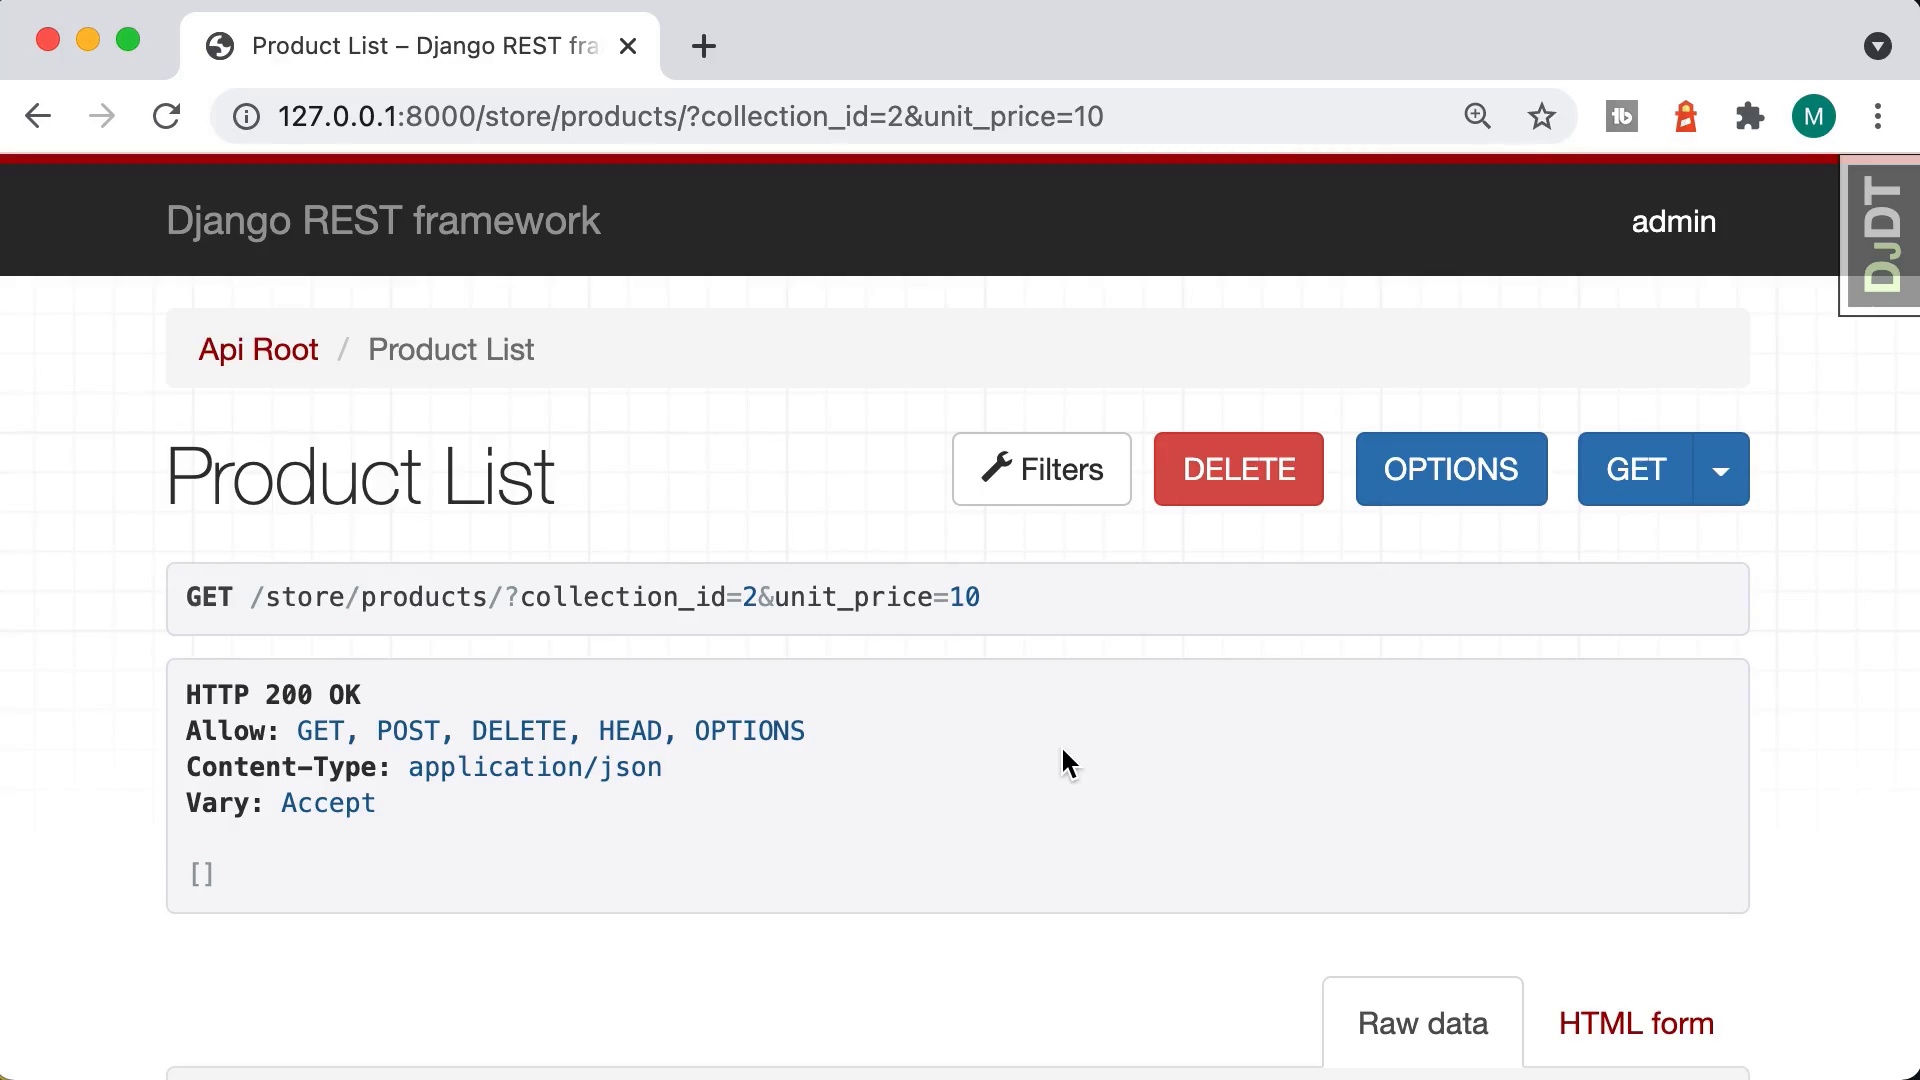 Product List – Django REST fra
127.0.0.1:8000/store/products/?collection_id=2&unit_price=10
M
Django REST framework
admin
DJDT
Api Root / Product List
Product List
Filters
DELETE
OPTIONS
GET
GET /store/products/?collection_id=2&unit_price=10
HTTP 200 OK
Allow: GET, POST, DELETE, HEAD, OPTIONS
Content-Type: application/json
Vary: Accept
[]
Raw data
HTML form